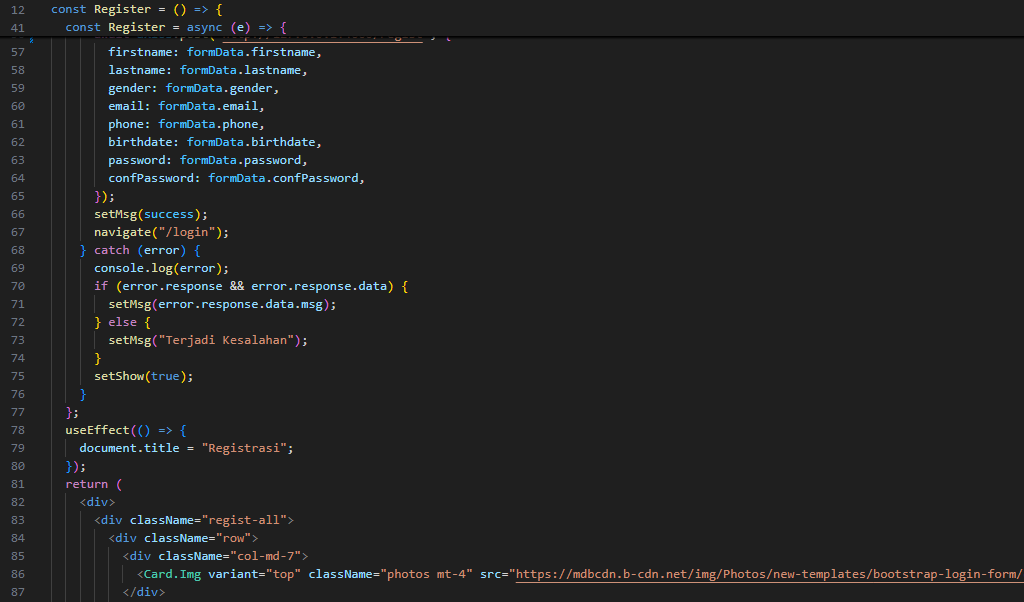 12 const Register = () => {
41 const Register = async (e) => {
57 firstname: formData.firstname,
58 lastname: formData.lastname,
59 gender: formData.gender,
60 email: formData.email,
61 phone: formData.phone,
62 birthdate: formData.birthdate,
63 password: formData.password,
64 confPassword: formData.confPassword,
65 });
66 setMsg(success);
67 navigate("/login");
68 } catch (error) {
69 console.log(error);
70 if (error.response && error.response.data) {
71 setMsg(error.response.data.msg);
72 } else {
73 setMsg("Terjadi Kesalahan");
74 }
75 setShow(true);
76 }
77 };
78 useEffect(() => {
79 document.title = "Registrasi";
80 });
81 return (
82 <div>
83 <div className="regist-all">
84 <div className="row">
85 <div className="col-md-7">
86 <Card.Img variant="top" className="photos mt-4" src="https://mdbcdn.b-cdn.net/img/Photos/new-templates/bootstrap-login-form/
87 </div>